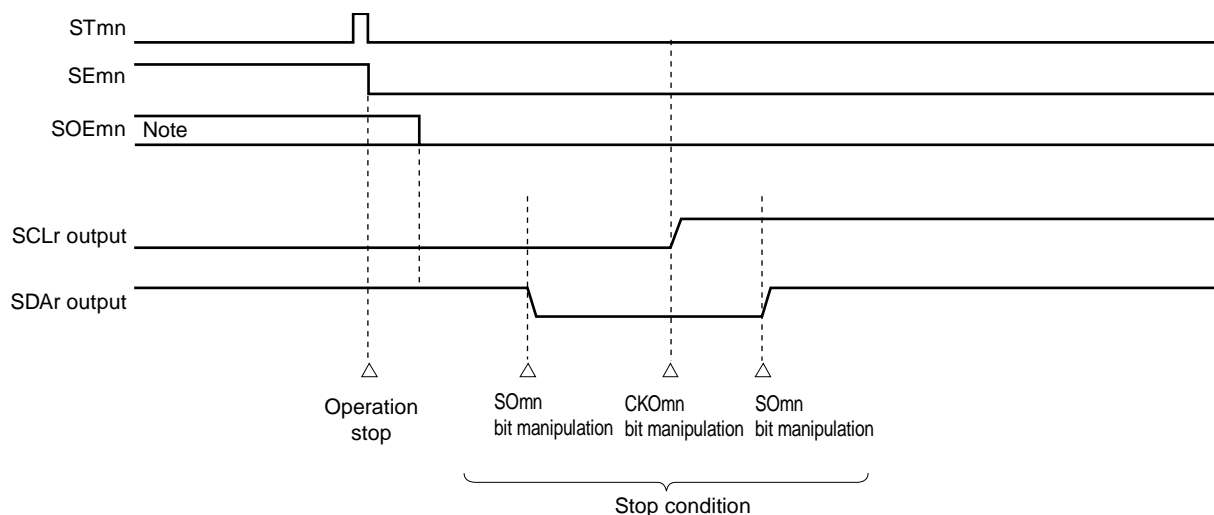 STmn
SEmn
SOEmn Note
SCLr output
SDAr output
Operation
stop
SOmn
bit manipulation
CKOmn
bit manipulation
SOmn
bit manipulation
Stop condition